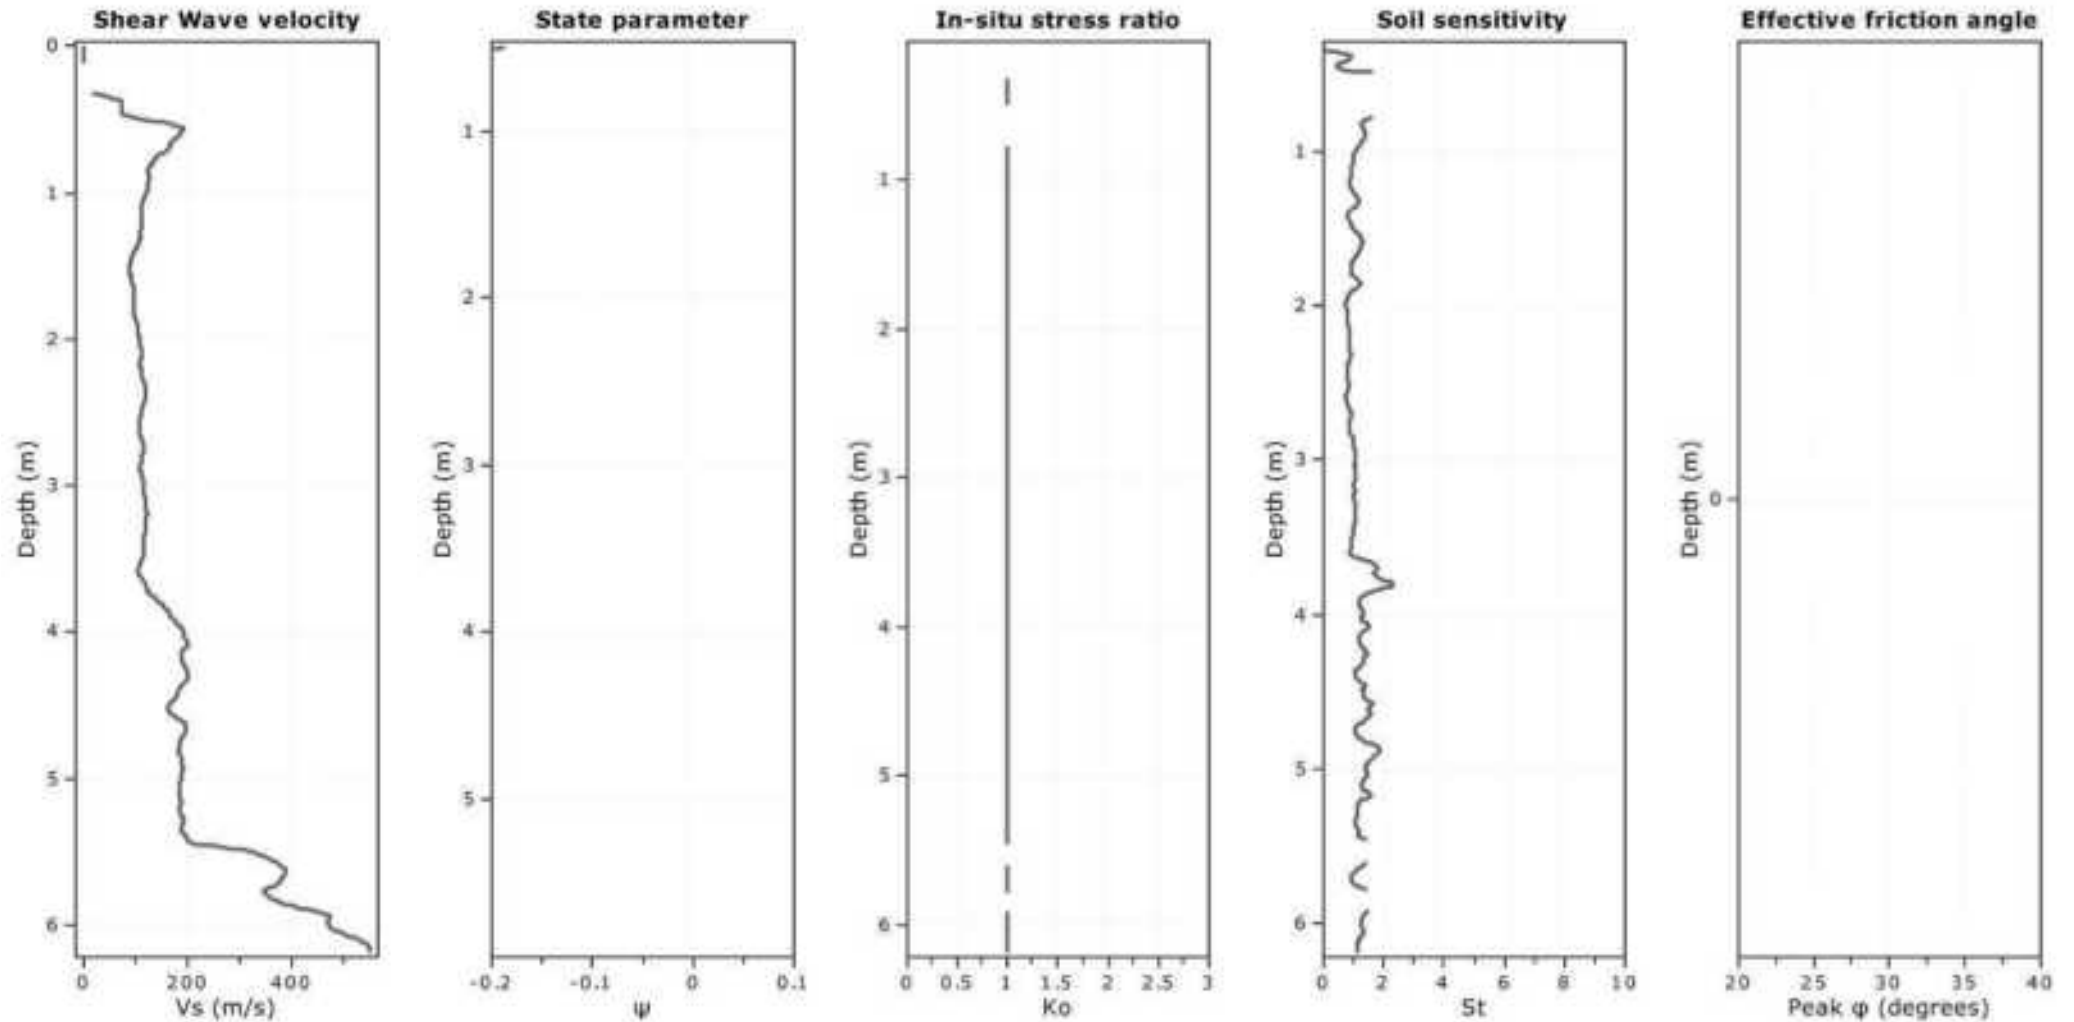 Shear Wave velocity
0
1
2
3
4
5
6
Depth (m)
0 200 400
Vs (m/s)
State parameter
1
2
3
4
5
Depth (m)
-0.2 -0.1 0 0.1
ψ
In-situ stress ratio
1
2
3
4
5
6
Depth (m)
0 0.5 1 1.5 2 2.5 3
Ko
Soil sensitivity
1
2
3
4
5
6
Depth (m)
0 2 4 6 8 10
St
Effective friction angle
0
Depth (m)
20 25 30 35 40
Peak φ (degrees)